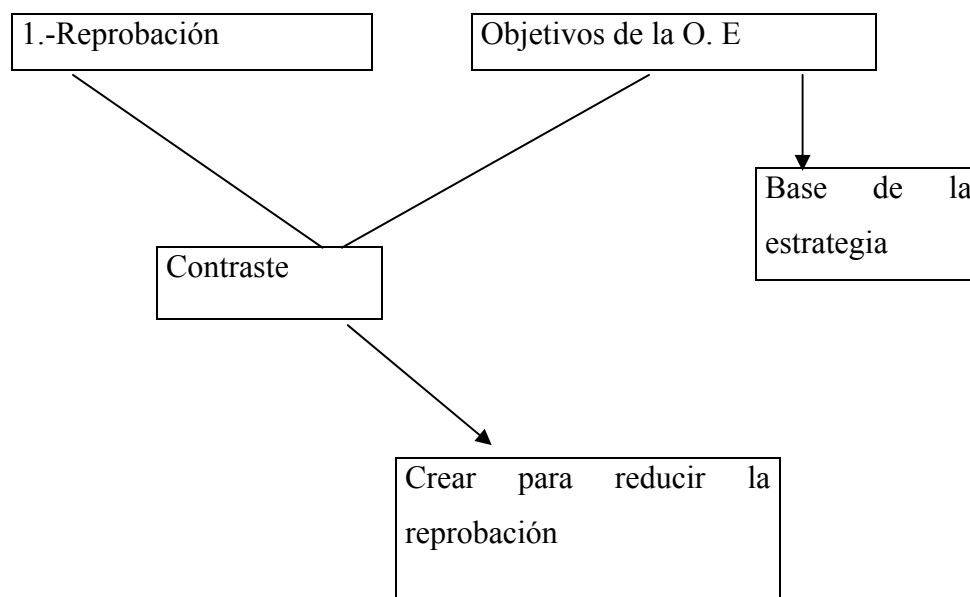 1.-Reprobación
Objetivos de la O. E
Base de la
estrategia
Contraste
Crear para reducir la
reprobación